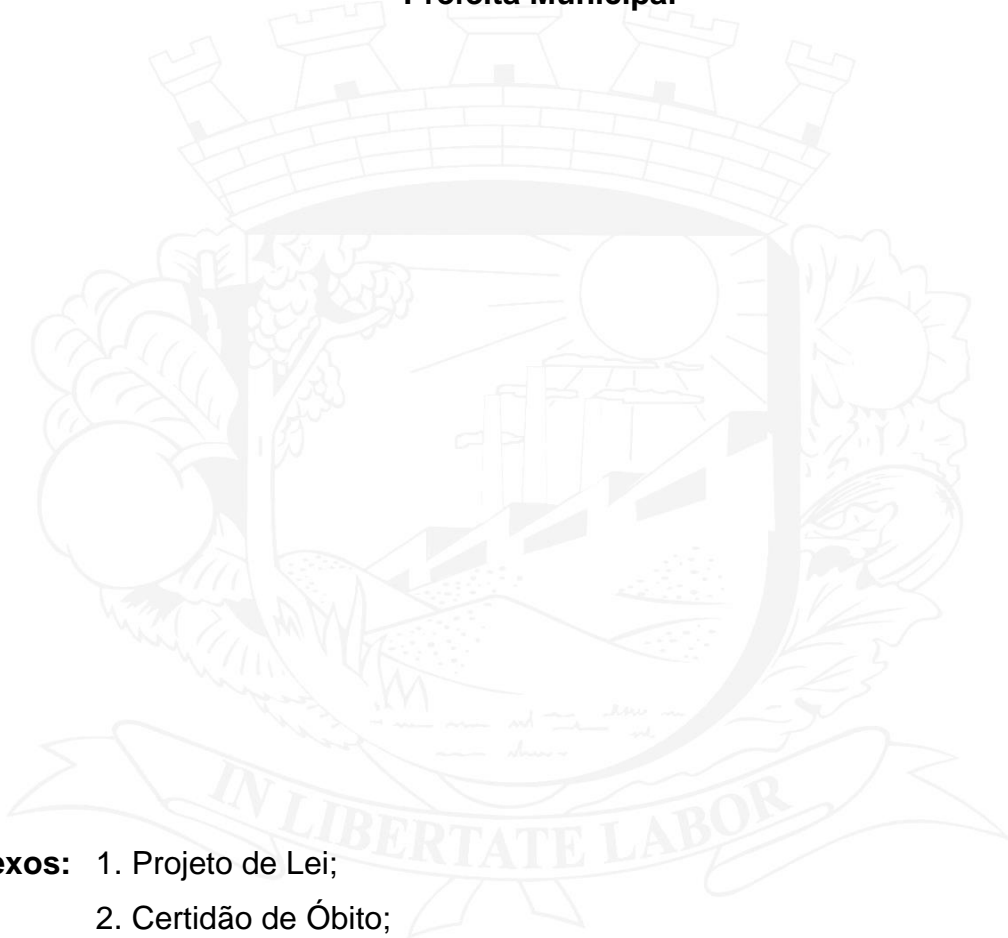 Prefeita Municipal
IN LIBERTATE LABOR
exos: 1. Projeto de Lei;
2. Certidão de Óbito;